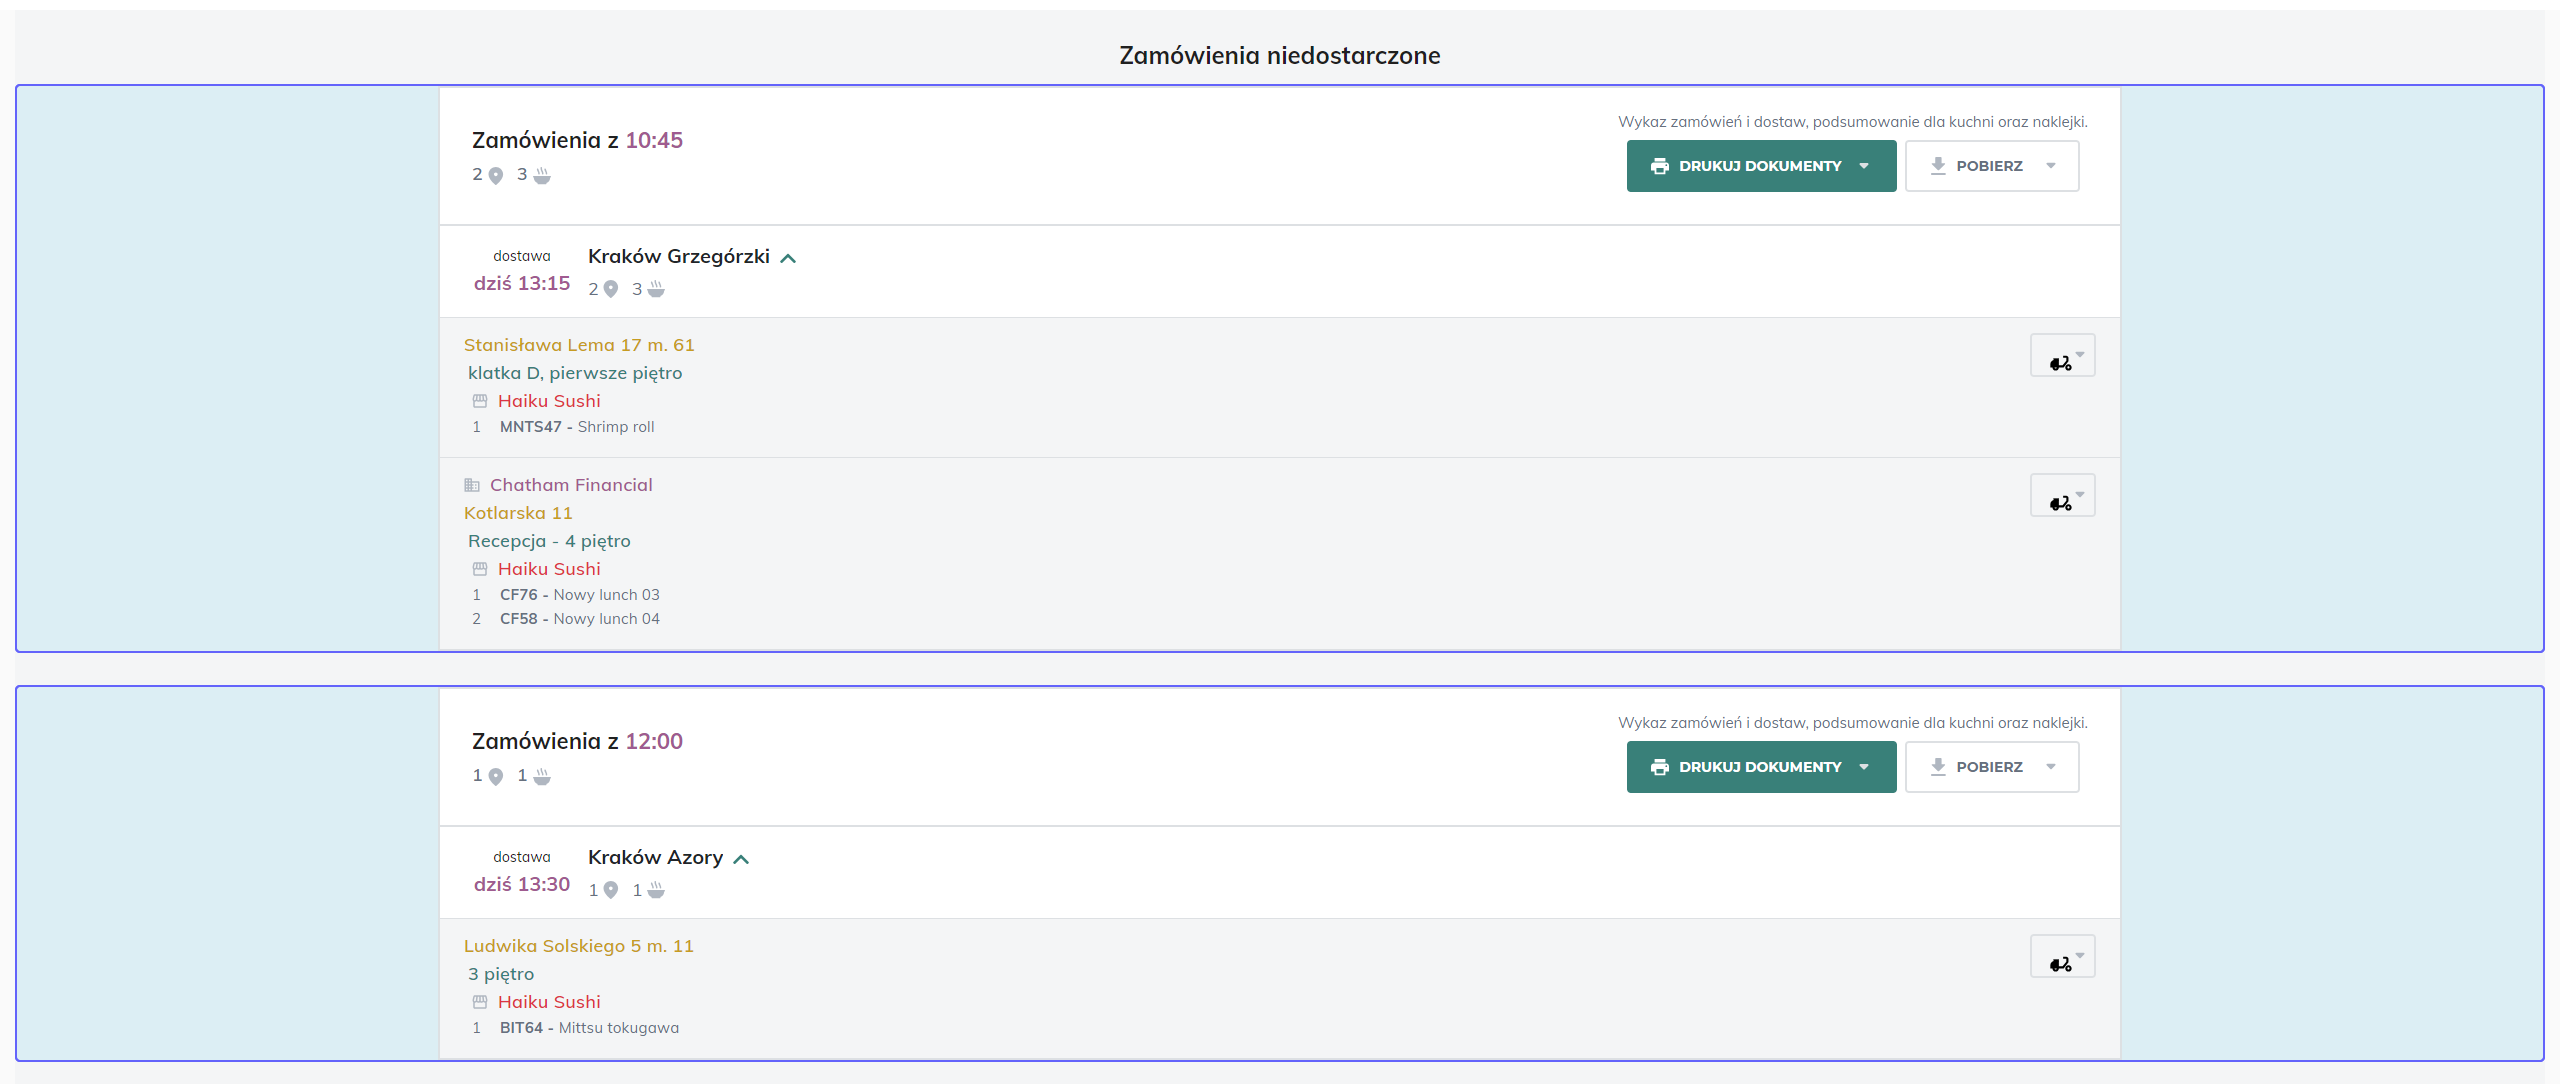 Zamówienia niedostarczone
Zamówienia z 10:45
2 3
Wykaz zamówień i dostaw, podsumowanie dla kuchni oraz naklejki.
DRUKUJ DOKUMENTY POBIERZ
dostawa
dziś 13:15
Kraków Grzegórzki
2 3
Stanisława Lema 17 m. 61
klatka D, pierwsze piętro
Haiku Sushi
1 MNTS47 - Shrimp roll
Chatham Financial
Kotlarska 11
Recepcja - 4 piętro
Haiku Sushi
1 CF76 - Nowy lunch 03
2 CF58 - Nowy lunch 04
Zamówienia z 12:00
1 1
Wykaz zamówień i dostaw, podsumowanie dla kuchni oraz naklejki.
DRUKUJ DOKUMENTY POBIERZ
dostawa
dziś 13:30
Kraków Azory
1 1
Ludwika Solskiego 5 m. 11
3 piętro
Haiku Sushi
1 BIT64 - Mittsu tokugawa